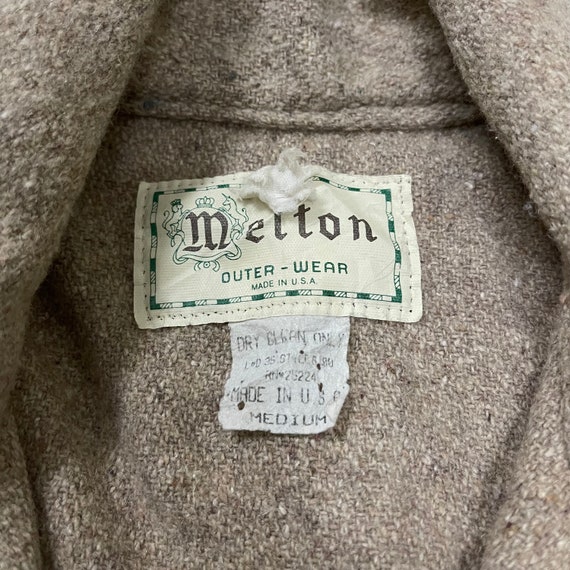 Melton
OUTER-WEAR
MADE IN U.S.A.
DRY CLEAN ONLY
MADE IN U.S.A
MEDIUM